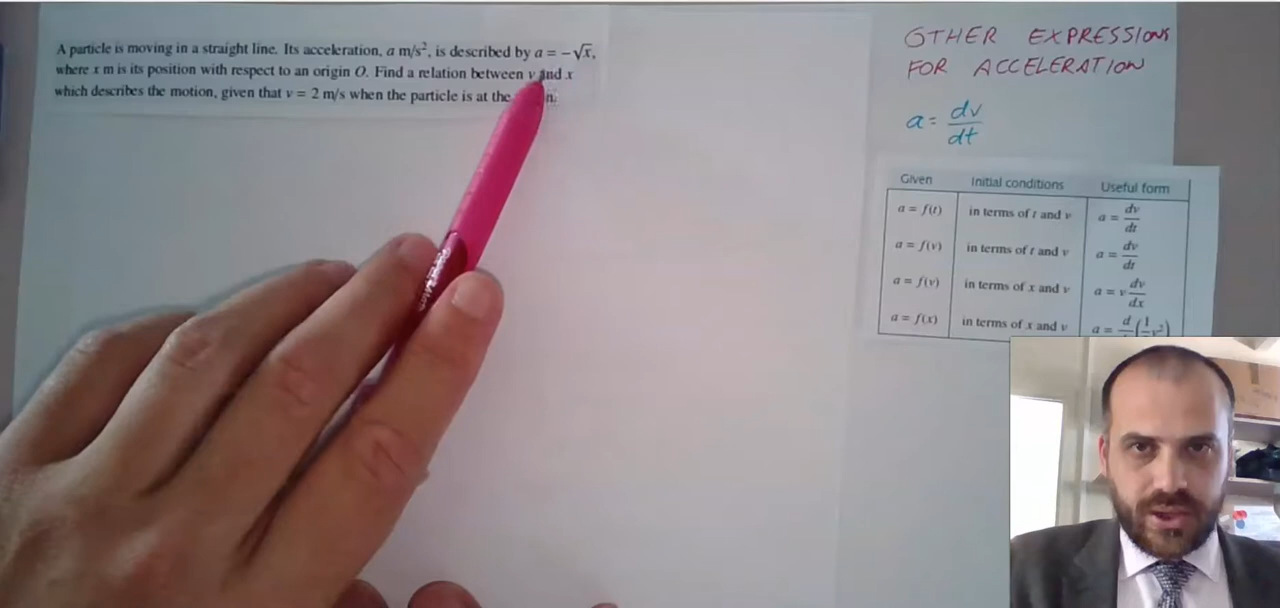 A particle is moving in a straight line. Its acceleration, a m/s², is described by a = −√x,
where x m is its position with respect to an origin O. Find a relation between v and x
which describes the motion, given that v = 2 m/s when the particle is at the
OTHER EXPRESSIONS
FOR ACCELERATION
a = dv/dt
Given Initial conditions Useful form
a = f(t) in terms of t and v a = dv/dt
a = f(v) in terms of t and v a = dv/dt
a = f(v) in terms of x and v a = v dv/dx
a = f(x) in terms of x and v a = d (1 v²)